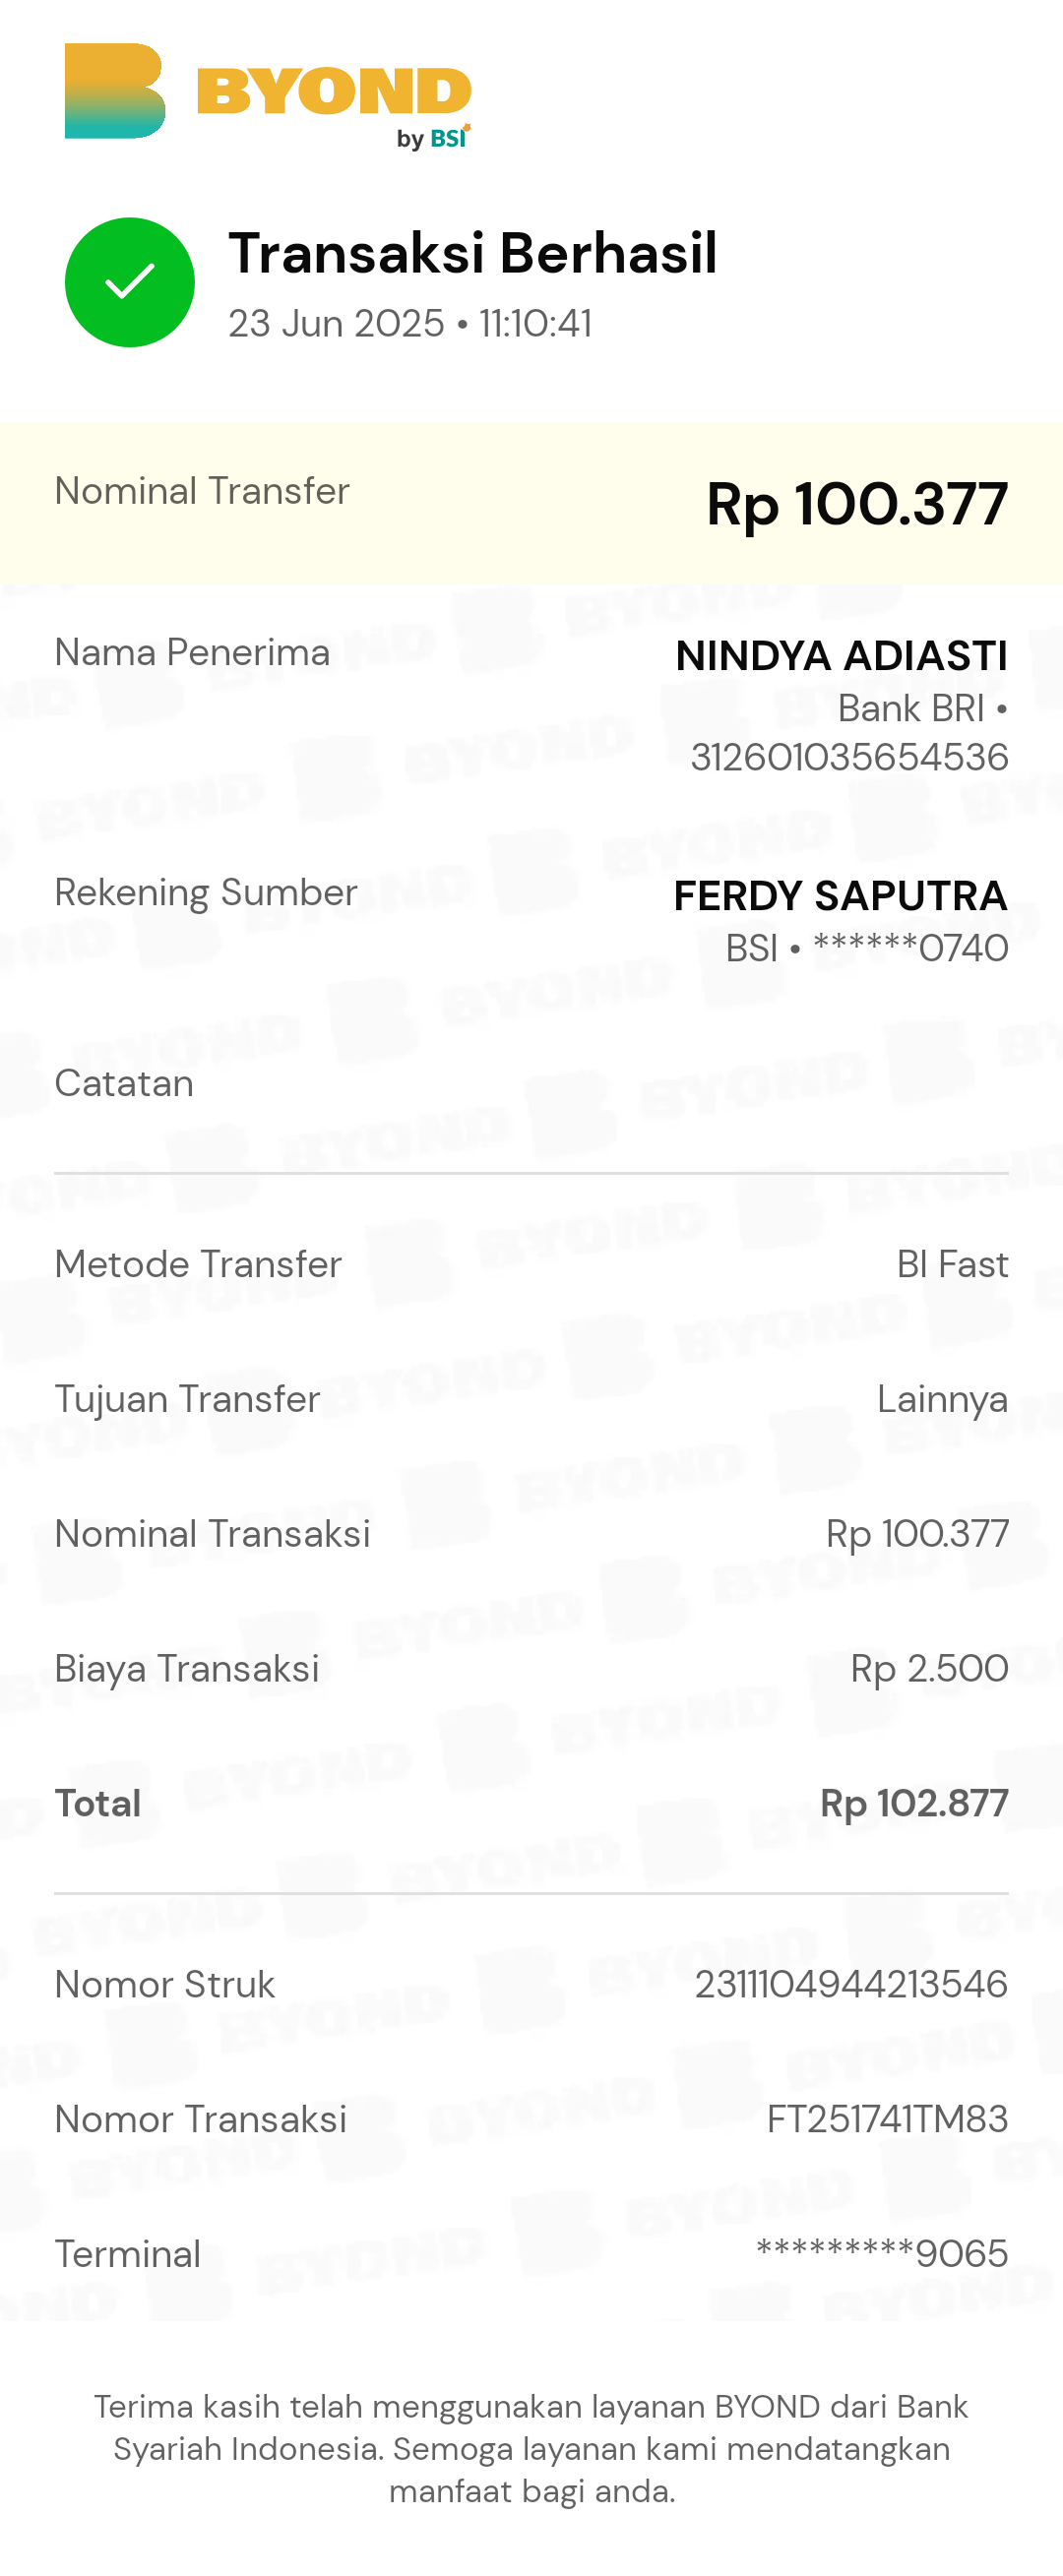 BYOND
by BSI
Transaksi Berhasil
23 Jun 2025 • 11:10:41
Nominal Transfer Rp 100.377
Nama Penerima NINDYA ADIASTI
Bank BRI •
312601035654536
Rekening Sumber FERDY SAPUTRA
BSI • ******0740
Catatan
Metode Transfer BI Fast
Tujuan Transfer Lainnya
Nominal Transaksi Rp 100.377
Biaya Transaksi Rp 2.500
Total Rp 102.877
Nomor Struk 2311104944213546
Nomor Transaksi FT251741TM83
Terminal *********9065
Terima kasih telah menggunakan layanan BYOND dari Bank
Syariah Indonesia. Semoga layanan kami mendatangkan
manfaat bagi anda.